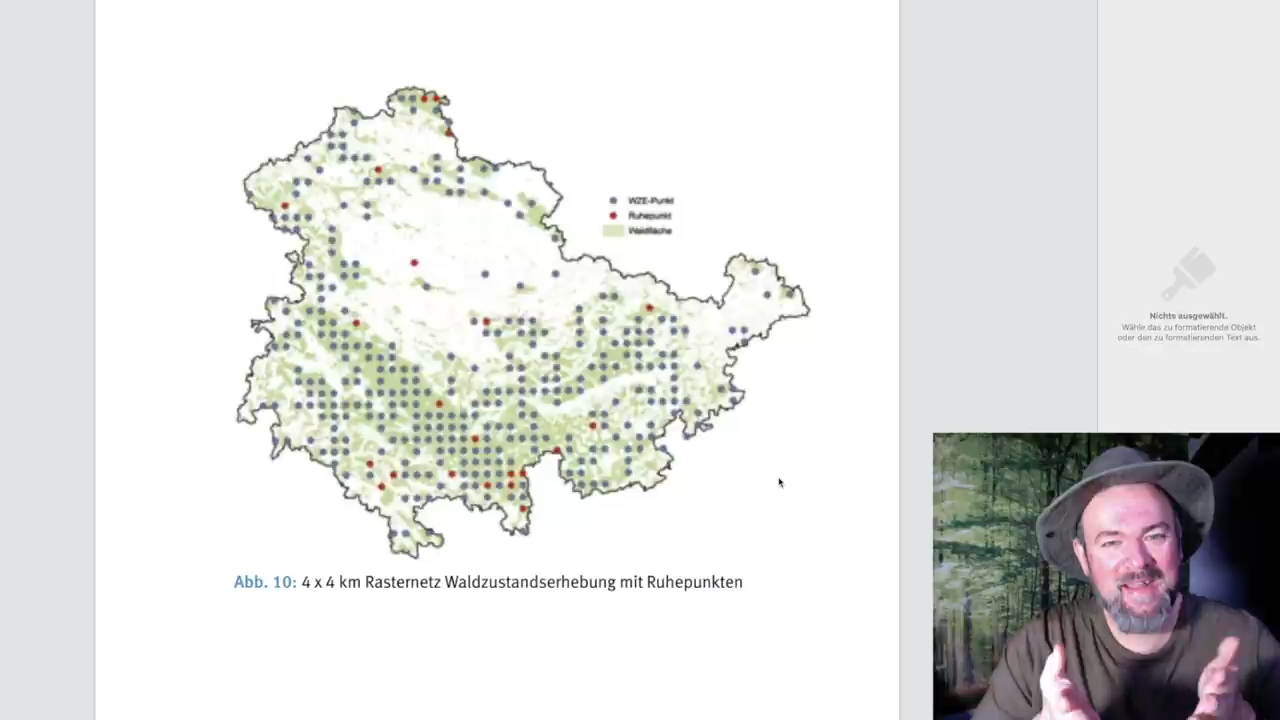 WZE-Punkt
Ruhepunkt
Waldfläche
Nichts ausgewählt.
Wähle das zu formatierende Objekt
oder den zu formatierenden Text aus.
Abb. 10: 4 x 4 km Rasternetz Waldzustandserhebung mit Ruhepunkten